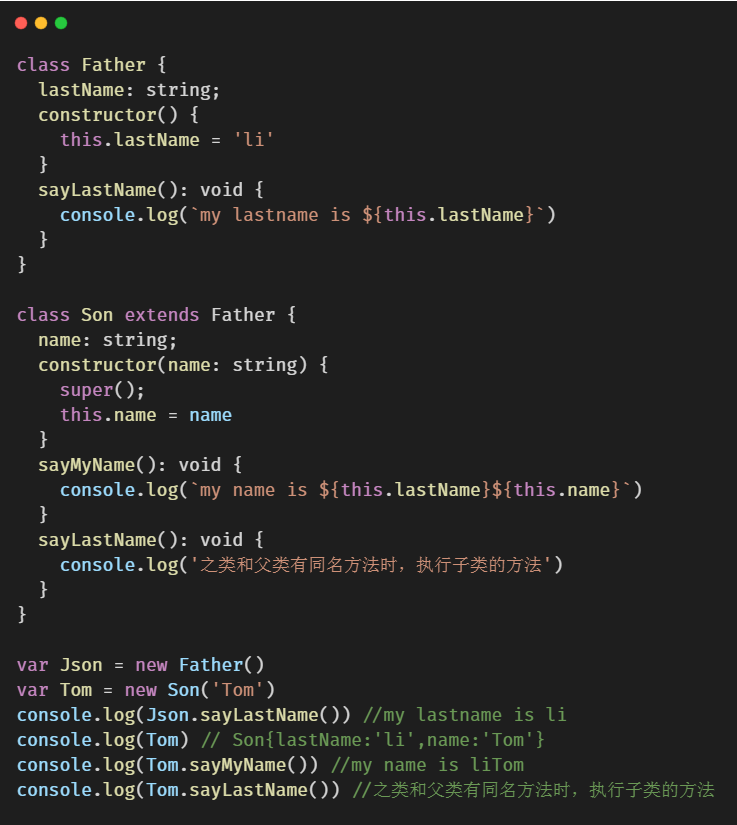 class Father {
  lastName: string;
  constructor() {
    this.lastName = 'li'
  }
  sayLastName(): void {
    console.log(`my lastname is ${this.lastName}`)
  }
}

class Son extends Father {
  name: string;
  constructor(name: string) {
    super();
    this.name = name
  }
  sayMyName(): void {
    console.log(`my name is ${this.lastName}${this.name}`)
  }
  sayLastName(): void {
    console.log('之类和父类有同名方法时，执行子类的方法')
  }
}

var Json = new Father()
var Tom = new Son('Tom')
console.log(Json.sayLastName()) //my lastname is li
console.log(Tom) // Son{lastName:'li',name:'Tom'}
console.log(Tom.sayMyName()) //my name is liTom
console.log(Tom.sayLastName()) //之类和父类有同名方法时，执行子类的方法